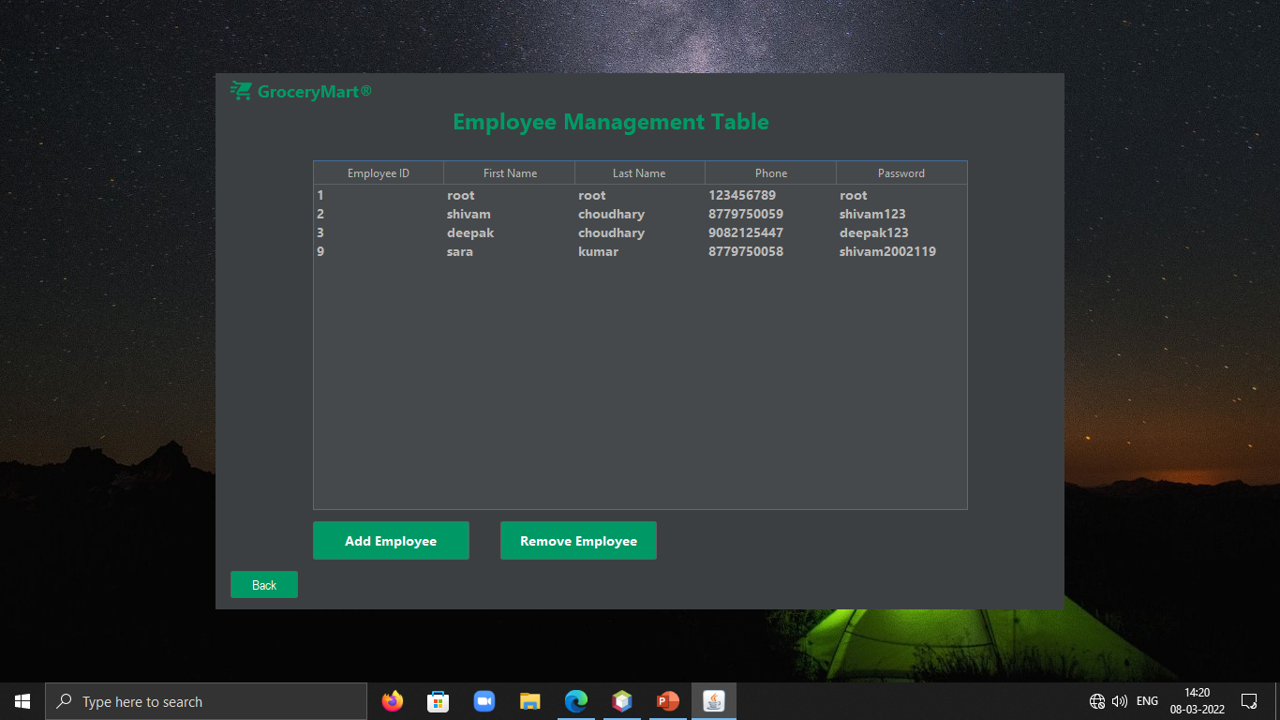 GroceryMart®
Employee Management Table
Employee ID First Name Last Name Phone Password
1 root root 123456789 root
2 shivam choudhary 8779750059 shivam123
3 deepak choudhary 9082125447 deepak123
9 sara kumar 8779750058 shivam2002119
Add Employee Remove Employee
Back
Type here to search
ENG
14:20
08-03-2022